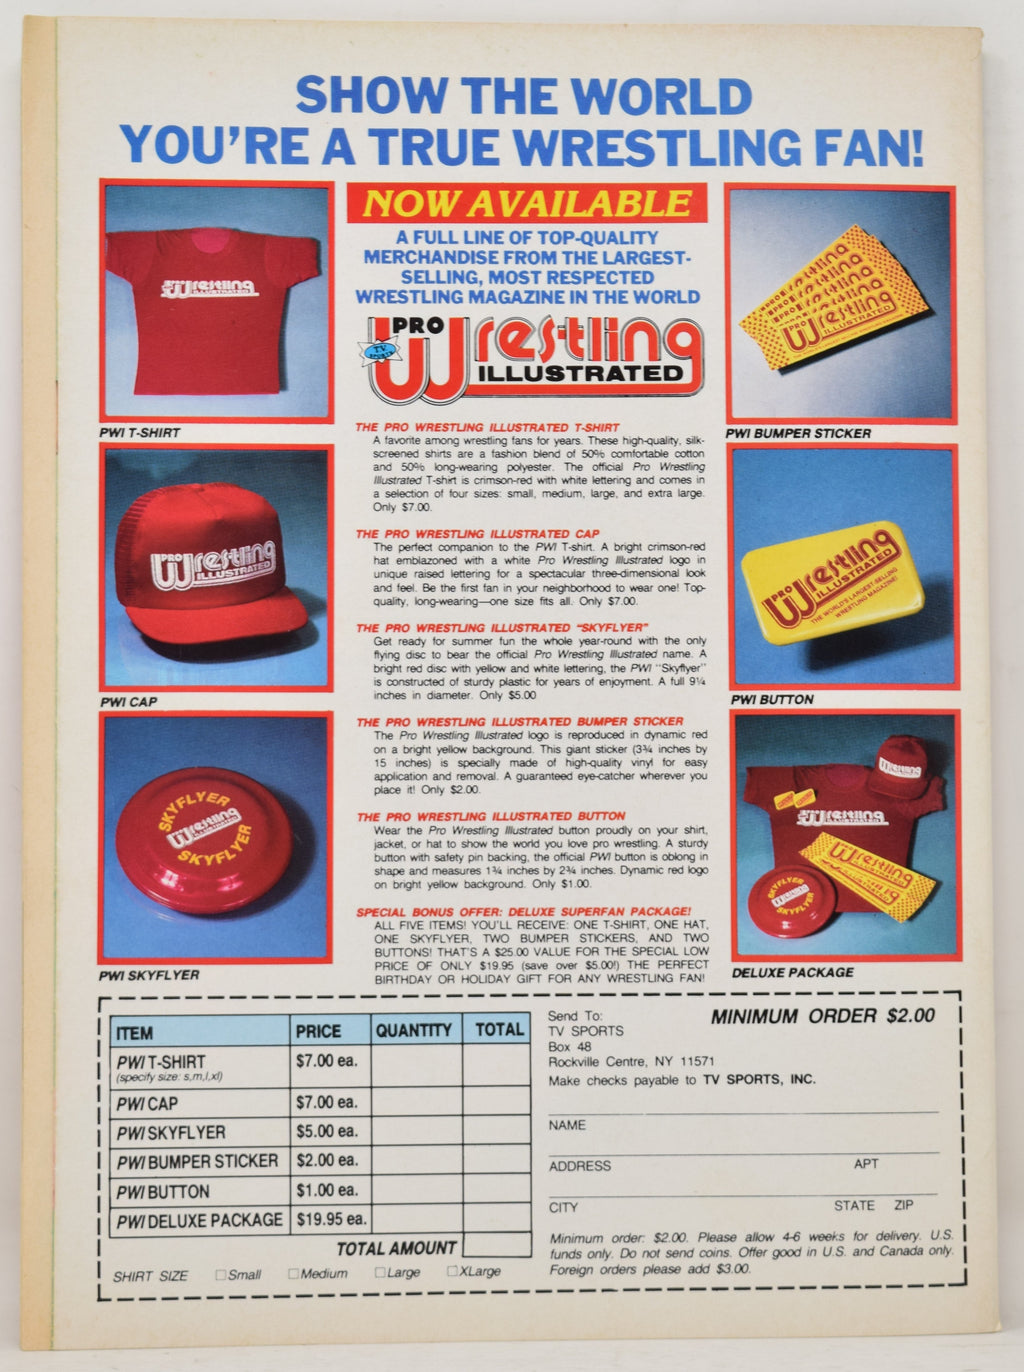 SHOW THE WORLD
YOU'RE A TRUE WRESTLING FAN!
NOW AVAILABLE
A FULL LINE OF TOP-QUALITY
MERCHANDISE FROM THE LARGEST-
SELLING, MOST RESPECTED
WRESTLING MAGAZINE IN THE WORLD
PRO Wrestling
T.V. SPORTS
ILLUSTRATED
PWI T-SHIRT
PWI CAP
PWI SKYFLYER
THE PRO WRESTLING ILLUSTRATED T-SHIRT
A favorite among wrestling fans for years. These high-quality, silk-
screened shirts are a fashion blend of 50% comfortable cotton
and 50% long-wearing polyester. The official Pro Wrestling
Illustrated T-shirt is crimson-red with white lettering and comes in
a selection of four sizes: small, medium, large, and extra large.
Only $7.00.
THE PRO WRESTLING ILLUSTRATED CAP
The perfect companion to the PWI T-shirt. A bright crimson-red
hat emblazoned with a white Pro Wrestling Illustrated logo in
unique raised lettering for a spectacular three-dimensional look
and feel. Be the first fan in your neighborhood to wear one! Top-
quality, long-wearing—one size fits all. Only $7.00.
THE PRO WRESTLING ILLUSTRATED "SKYFLYER"
Get ready for summer fun the whole year-round with the only
flying disc to bear the official Pro Wrestling Illustrated name. A
bright red disc with yellow and white lettering, the PWI "Skyflyer"
is constructed of sturdy plastic for years of enjoyment. A full 9¼
inches in diameter. Only $5.00
THE PRO WRESTLING ILLUSTRATED BUMPER STICKER
The Pro Wrestling Illustrated logo is reproduced in dynamic red
on a bright yellow background. This giant sticker (3¾ inches by
15 inches) is specially made of high-quality vinyl for easy
application and removal. A guaranteed eye-catcher wherever you
place it! Only $2.00.
THE PRO WRESTLING ILLUSTRATED BUTTON
Wear the Pro Wrestling Illustrated button proudly on your shirt,
jacket, or hat to show the world you love pro wrestling. A sturdy
button with safety pin backing, the official PWI button is oblong in
shape and measures 1¾ inches by 2¾ inches. Dynamic red logo
on bright yellow background. Only $1.00.
SPECIAL BONUS OFFER: DELUXE SUPERFAN PACKAGE!
ALL FIVE ITEMS! YOU'LL RECEIVE: ONE T-SHIRT, ONE HAT,
ONE SKYFLYER, TWO BUMPER STICKERS, AND TWO
BUTTONS! THAT'S A $25.00 VALUE FOR THE SPECIAL LOW
PRICE OF ONLY $19.95 (save over $5.00!) THE PERFECT
BIRTHDAY OR HOLIDAY GIFT FOR ANY WRESTLING FAN!
PWI BUMPER STICKER
PRO Wrestling
ILLUSTRATED
THE WORLD'S LARGEST-SELLING
WRESTLING MAGAZINE!
PWI BUTTON
DELUXE PACKAGE
PRO Wrestling
ILLUSTRATED
SKYFLYER
Wrestling
SKYFLYER
ITEM PRICE QUANTITY TOTAL
PWI T-SHIRT $7.00 ea.
(specify size: s,m,l,xl)
PWI CAP $7.00 ea.
PWI SKYFLYER $5.00 ea.
PWI BUMPER STICKER $2.00 ea.
PWI BUTTON $1.00 ea.
PWI DELUXE PACKAGE $19.95 ea.
TOTAL AMOUNT
SHIRT SIZE Small Medium Large XLarge
Send To:
TV SPORTS
Box 48
Rockville Centre, NY 11571
Make checks payable to TV SPORTS, INC.
MINIMUM ORDER $2.00
NAME
ADDRESS APT
CITY STATE ZIP
Minimum order: $2.00. Please allow 4-6 weeks for delivery. U.S.
funds only. Do not send coins. Offer good in U.S. and Canada only.
Foreign orders please add $3.00.